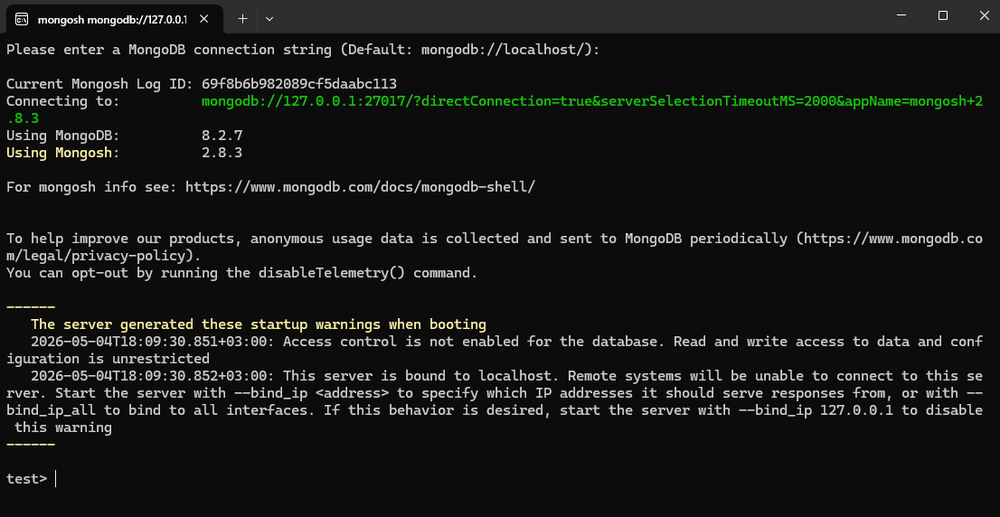 mongosh mongodb://127.0.0.1
Please enter a MongoDB connection string (Default: mongodb://localhost/):
Current Mongosh Log ID: 69f8b6b982089cf5daabc113
Connecting to:          mongodb://127.0.0.1:27017/?directConnection=true&serverSelectionTimeoutMS=2000&appName=mongosh+2
.8.3
Using MongoDB:          8.2.7
Using Mongosh:          2.8.3
For mongosh info see: https://www.mongodb.com/docs/mongodb-shell/
To help improve our products, anonymous usage data is collected and sent to MongoDB periodically (https://www.mongodb.co
m/legal/privacy-policy).
You can opt-out by running the disableTelemetry() command.
------
   The server generated these startup warnings when booting
   2026-05-04T18:09:30.851+03:00: Access control is not enabled for the database. Read and write access to data and conf
iguration is unrestricted
   2026-05-04T18:09:30.852+03:00: This server is bound to localhost. Remote systems will be unable to connect to this se
rver. Start the server with --bind_ip <address> to specify which IP addresses it should serve responses from, or with --
bind_ip_all to bind to all interfaces. If this behavior is desired, start the server with --bind_ip 127.0.0.1 to disable
 this warning
------
test>